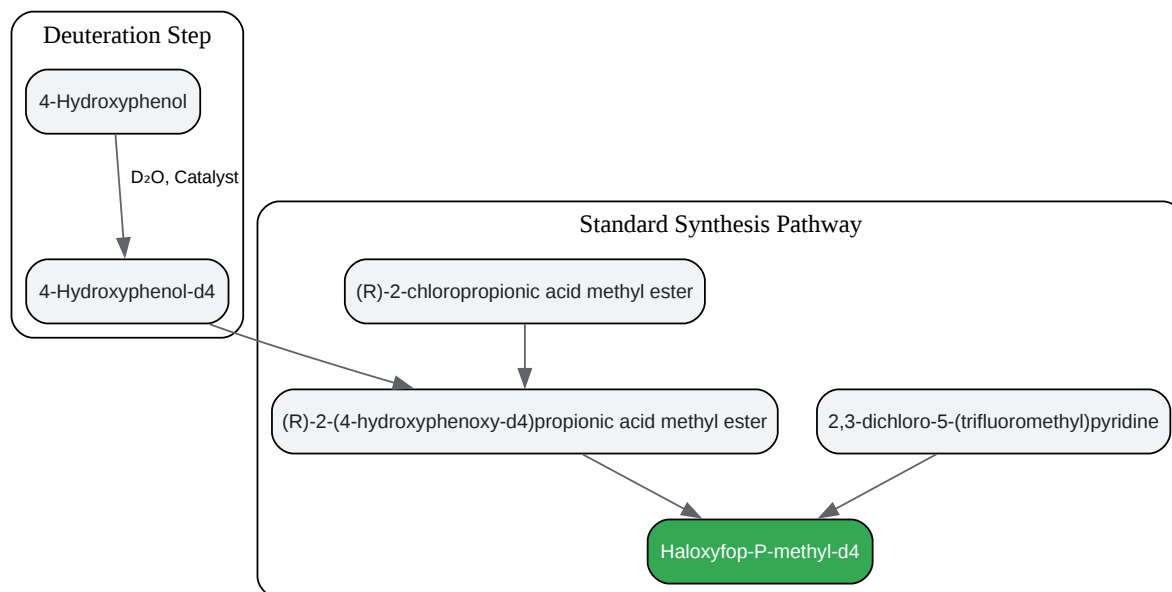 Deuteration Step
4-Hydroxyphenol
D₂O, Catalyst
4-Hydroxyphenol-d4
Standard Synthesis Pathway
(R)-2-chloropropionic acid methyl ester
(R)-2-(4-hydroxyphenoxy-d4)propionic acid methyl ester
2,3-dichloro-5-(trifluoromethyl)pyridine
Haloxyfop-P-methyl-d4